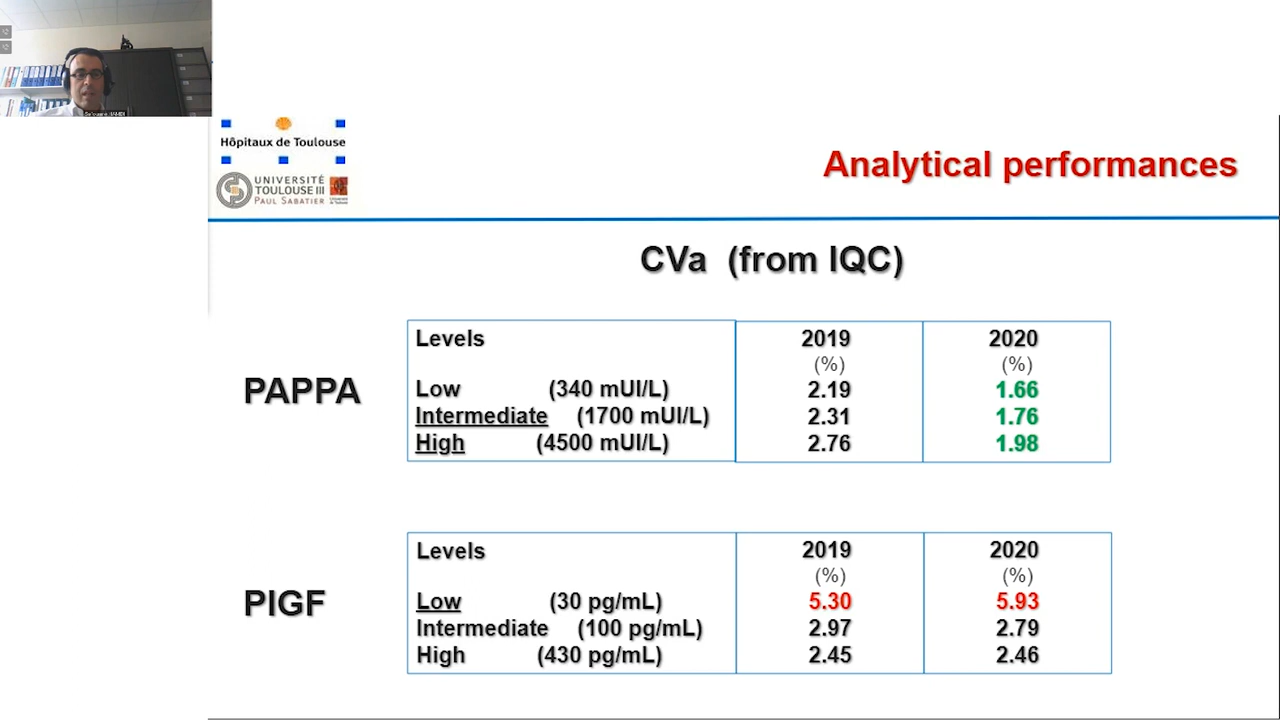 Hôpitaux de Toulouse
UNIVERSITÉ
TOULOUSE III
PAUL SABATIER
Analytical performances
CVa (from IQC)
PAPPA
Levels 2019 2020
(%) (%)
Low (340 mUI/L) 2.19 1.66
Intermediate (1700 mUI/L) 2.31 1.76
High (4500 mUI/L) 2.76 1.98
PIGF
Levels 2019 2020
(%) (%)
Low (30 pg/mL) 5.30 5.93
Intermediate (100 pg/mL) 2.97 2.79
High (430 pg/mL) 2.45 2.46